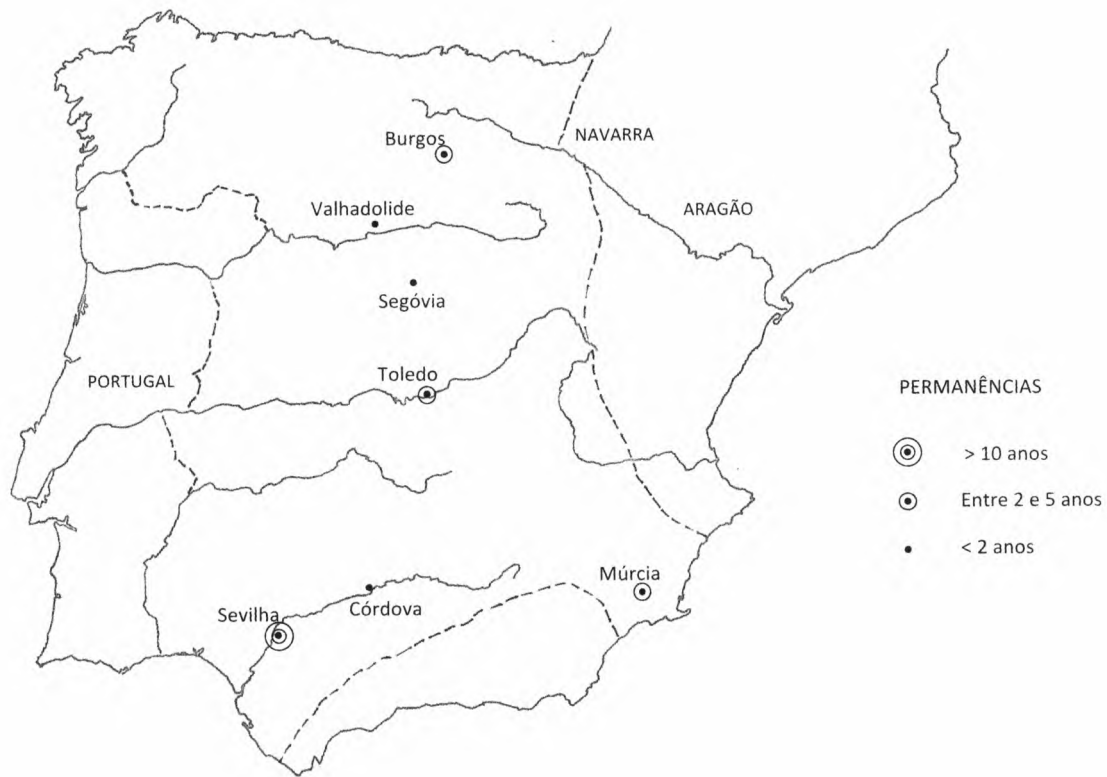 Burgos
NAVARRA
Valhadolide
ARAGÃO
Segóvia
Toledo
PORTUGAL
PERMANÊNCIAS
> 10 anos
Entre 2 e 5 anos
< 2 anos
Múrcia
Sevilha
Córdova